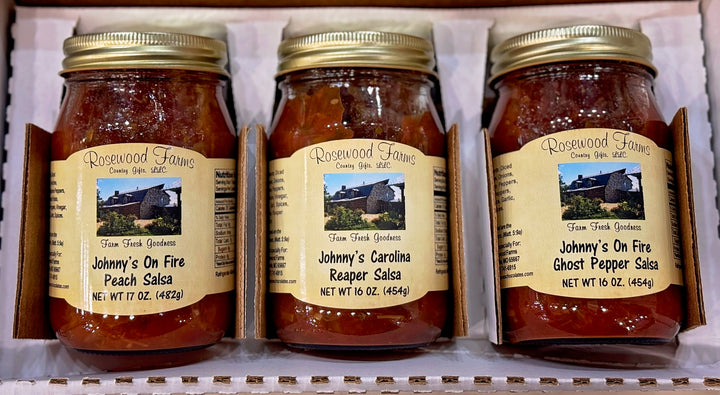 Rosewood Farms
Country Gifts, LLC.
Farm Fresh Goodness
Johnny's On Fire
Peach Salsa
NET WT 17 OZ. (482g)
Nutrition
Rosewood Farms
Country Gifts, LLC.
Farm Fresh Goodness
Johnny's Carolina
Reaper Salsa
NET WT 16 OZ. (454g)
Rosewood Farms
Country Gifts, LLC.
Farm Fresh Goodness
Johnny's On Fire
Ghost Pepper Salsa
NET WT 16 OZ. (454g)